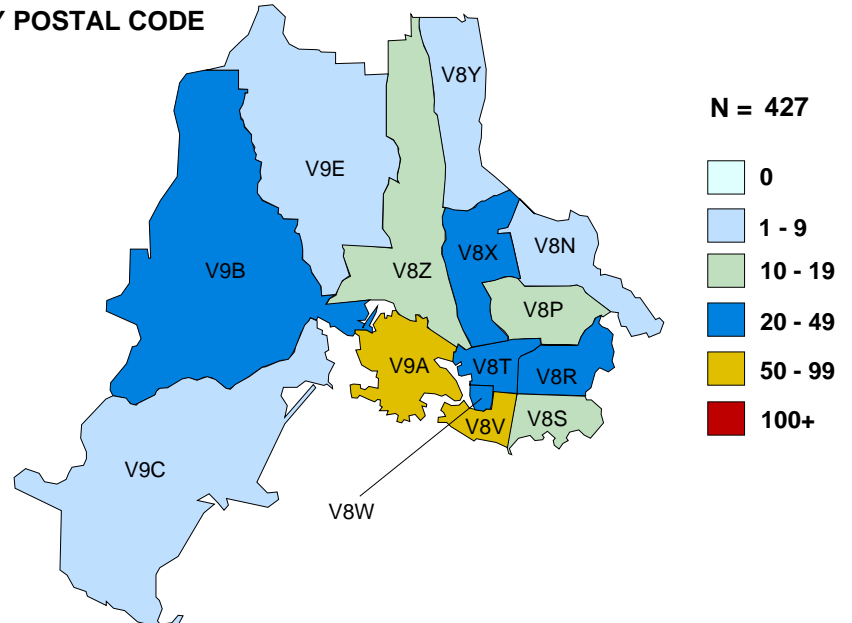 Y POSTAL CODE
V8Y
N = 427
V9E
0
1 - 9
V8N
V8X
V9B
V8Z
10 - 19
V8P
20 - 49
V9A
V8T
V8R
50 - 99
V8V
V8S
100+
V9C
V8W